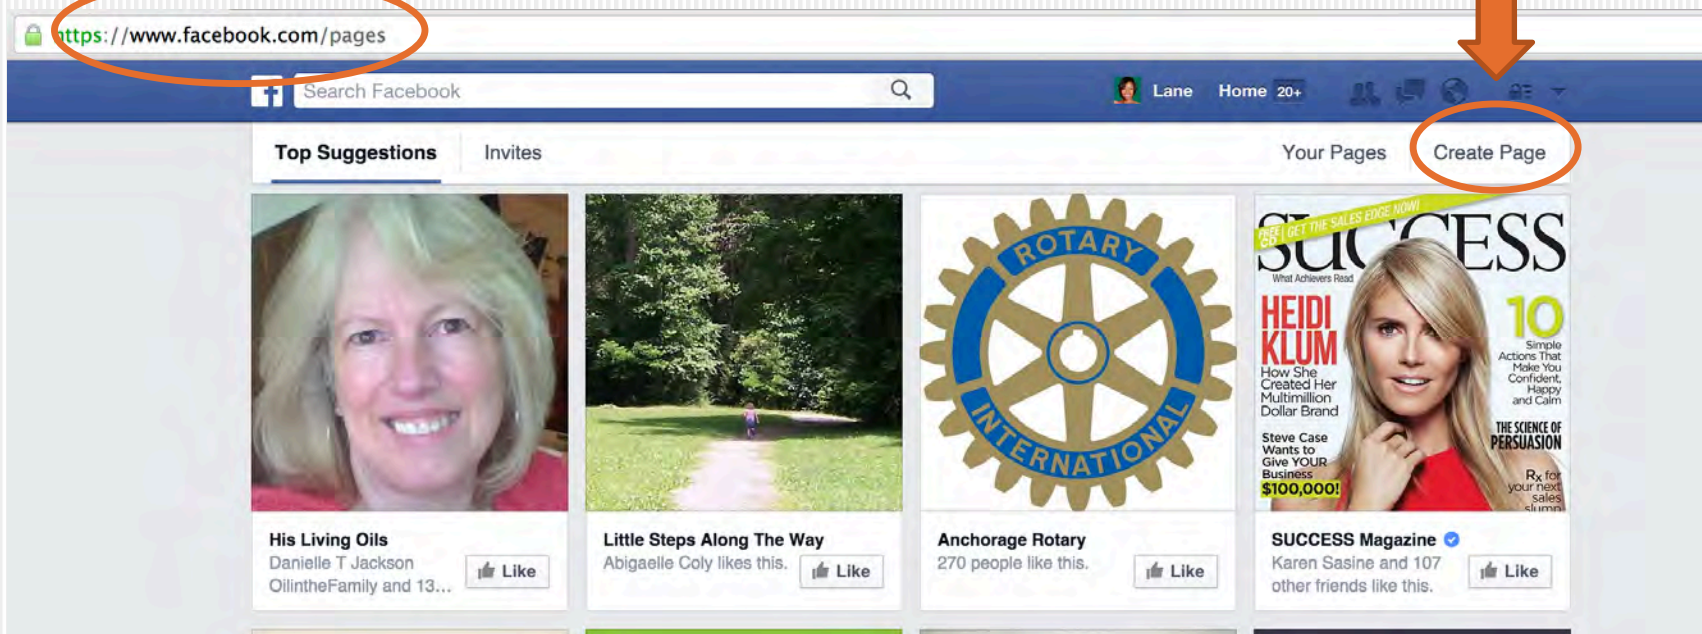 https://www.facebook.com/pages
Search Facebook
Lane Home 20+
Top Suggestions Invites Your Pages Create Page
ROTARY
INTERNATIONAL
FREE CD | GET THE SALES EDGE NOW!
SUCCESS
What Achievers Read
HEIDI
KLUM
How She
Created Her
Multimillion
Dollar Brand
Steve Case
Wants to
Give YOUR
Business
$100,000!
10
Simple
Actions That
Make You
Confident,
Happy
and Calm
THE SCIENCE OF
PERSUASION
Rx for
your next
sales
slump
His Living Oils
Danielle T Jackson
OilintheFamily and 13...
Like
Little Steps Along The Way
Abigaelle Coly likes this.
Like
Anchorage Rotary
270 people like this.
Like
SUCCESS Magazine
Karen Sasine and 107
other friends like this.
Like